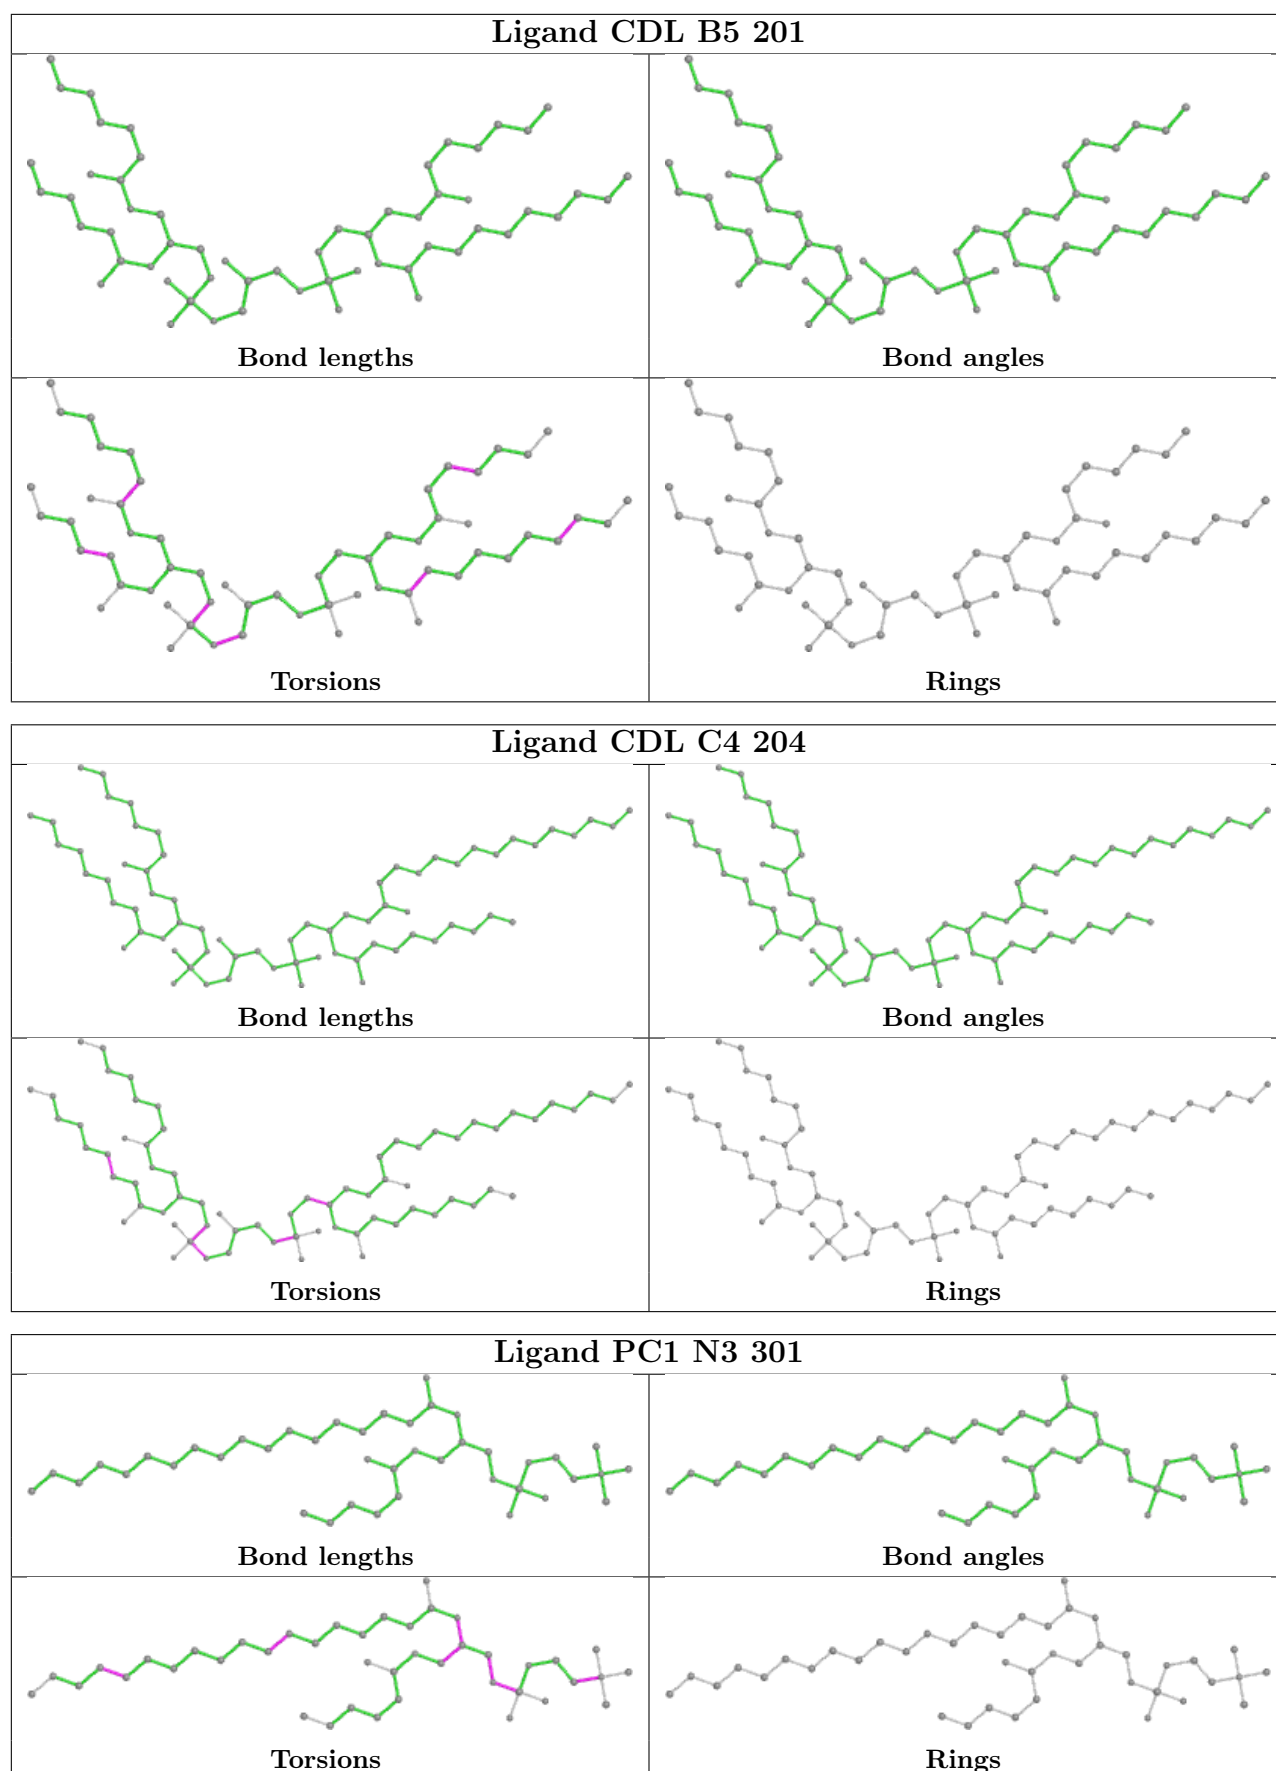 Ligand CDL B5 201
Bond lengths
Bond angles
Torsions
Rings
Ligand CDL C4 204
Bond lengths
Bond angles
Torsions
Rings
Ligand PC1 N3 301
Bond lengths
Bond angles
Torsions
Rings